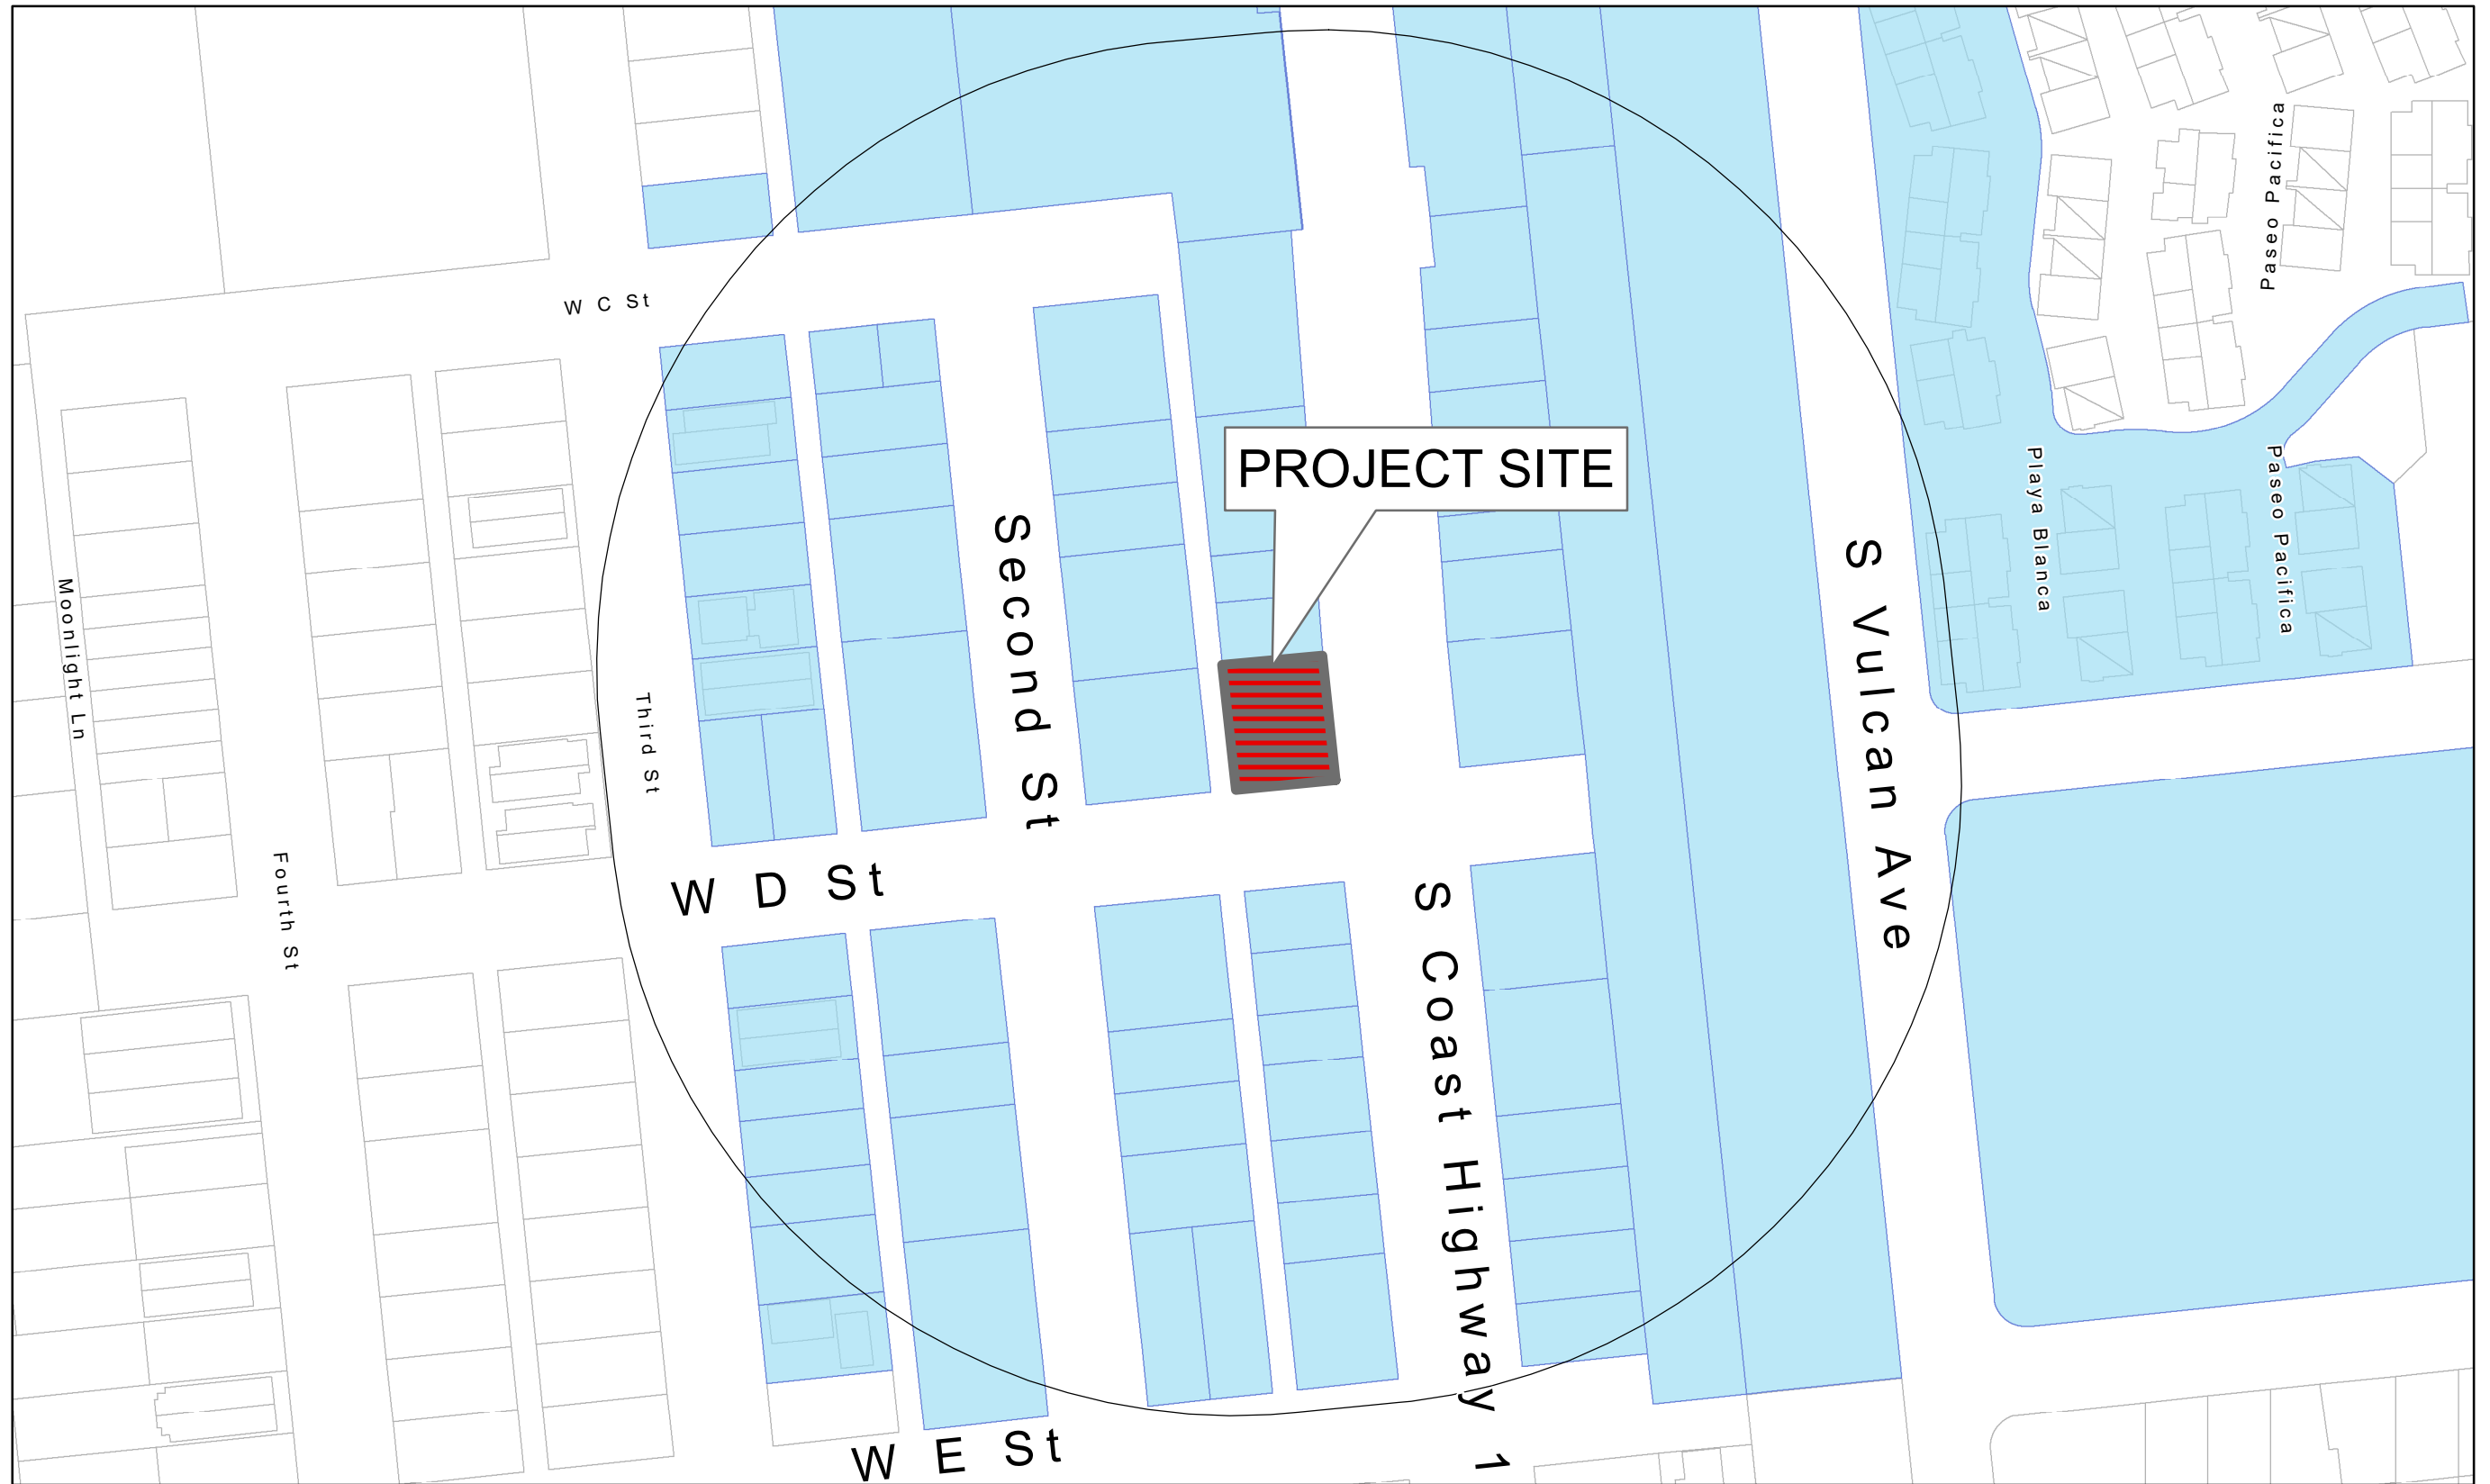 Paseo Pacifica
W C St
PROJECT SITE
Playa Blanca
Paseo Pacifica
Second St
S Vulcan Ave
Moonlight Ln
Third St
W D St
Fourth St
S Coast Highway 1
W E St